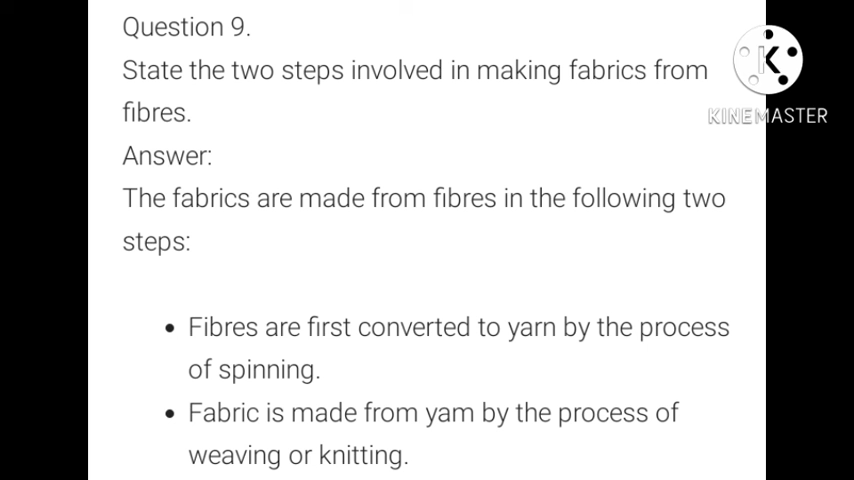 Question 9.
State the two steps involved in making fabrics from
fibres.
Answer:
The fabrics are made from fibres in the following two
steps:
• Fibres are first converted to yarn by the process
of spinning.
• Fabric is made from yam by the process of
weaving or knitting.
KINEMASTER